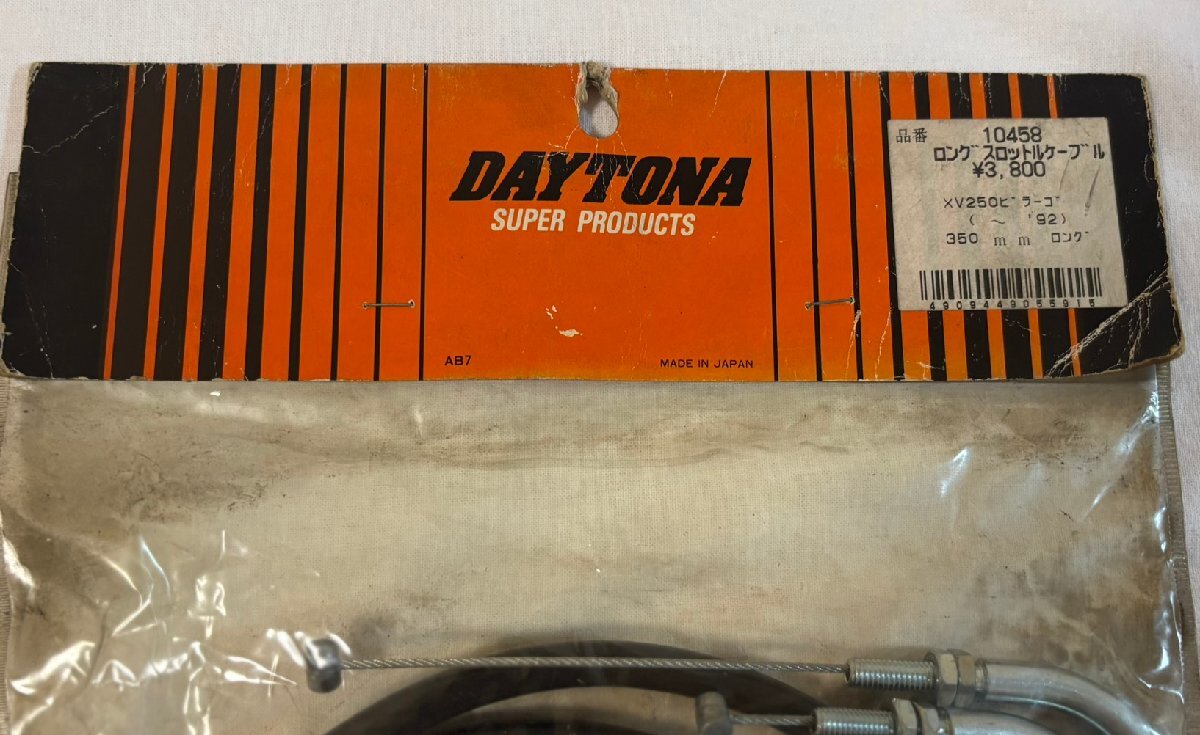 DAYTONA
SUPER PRODUCTS
AB7
MADE IN JAPAN
品番 10458
ロングスロットルケーブル
¥3,800
XV250ビラーゴ
( ～ '92)
350 mm ロング
4909449055915